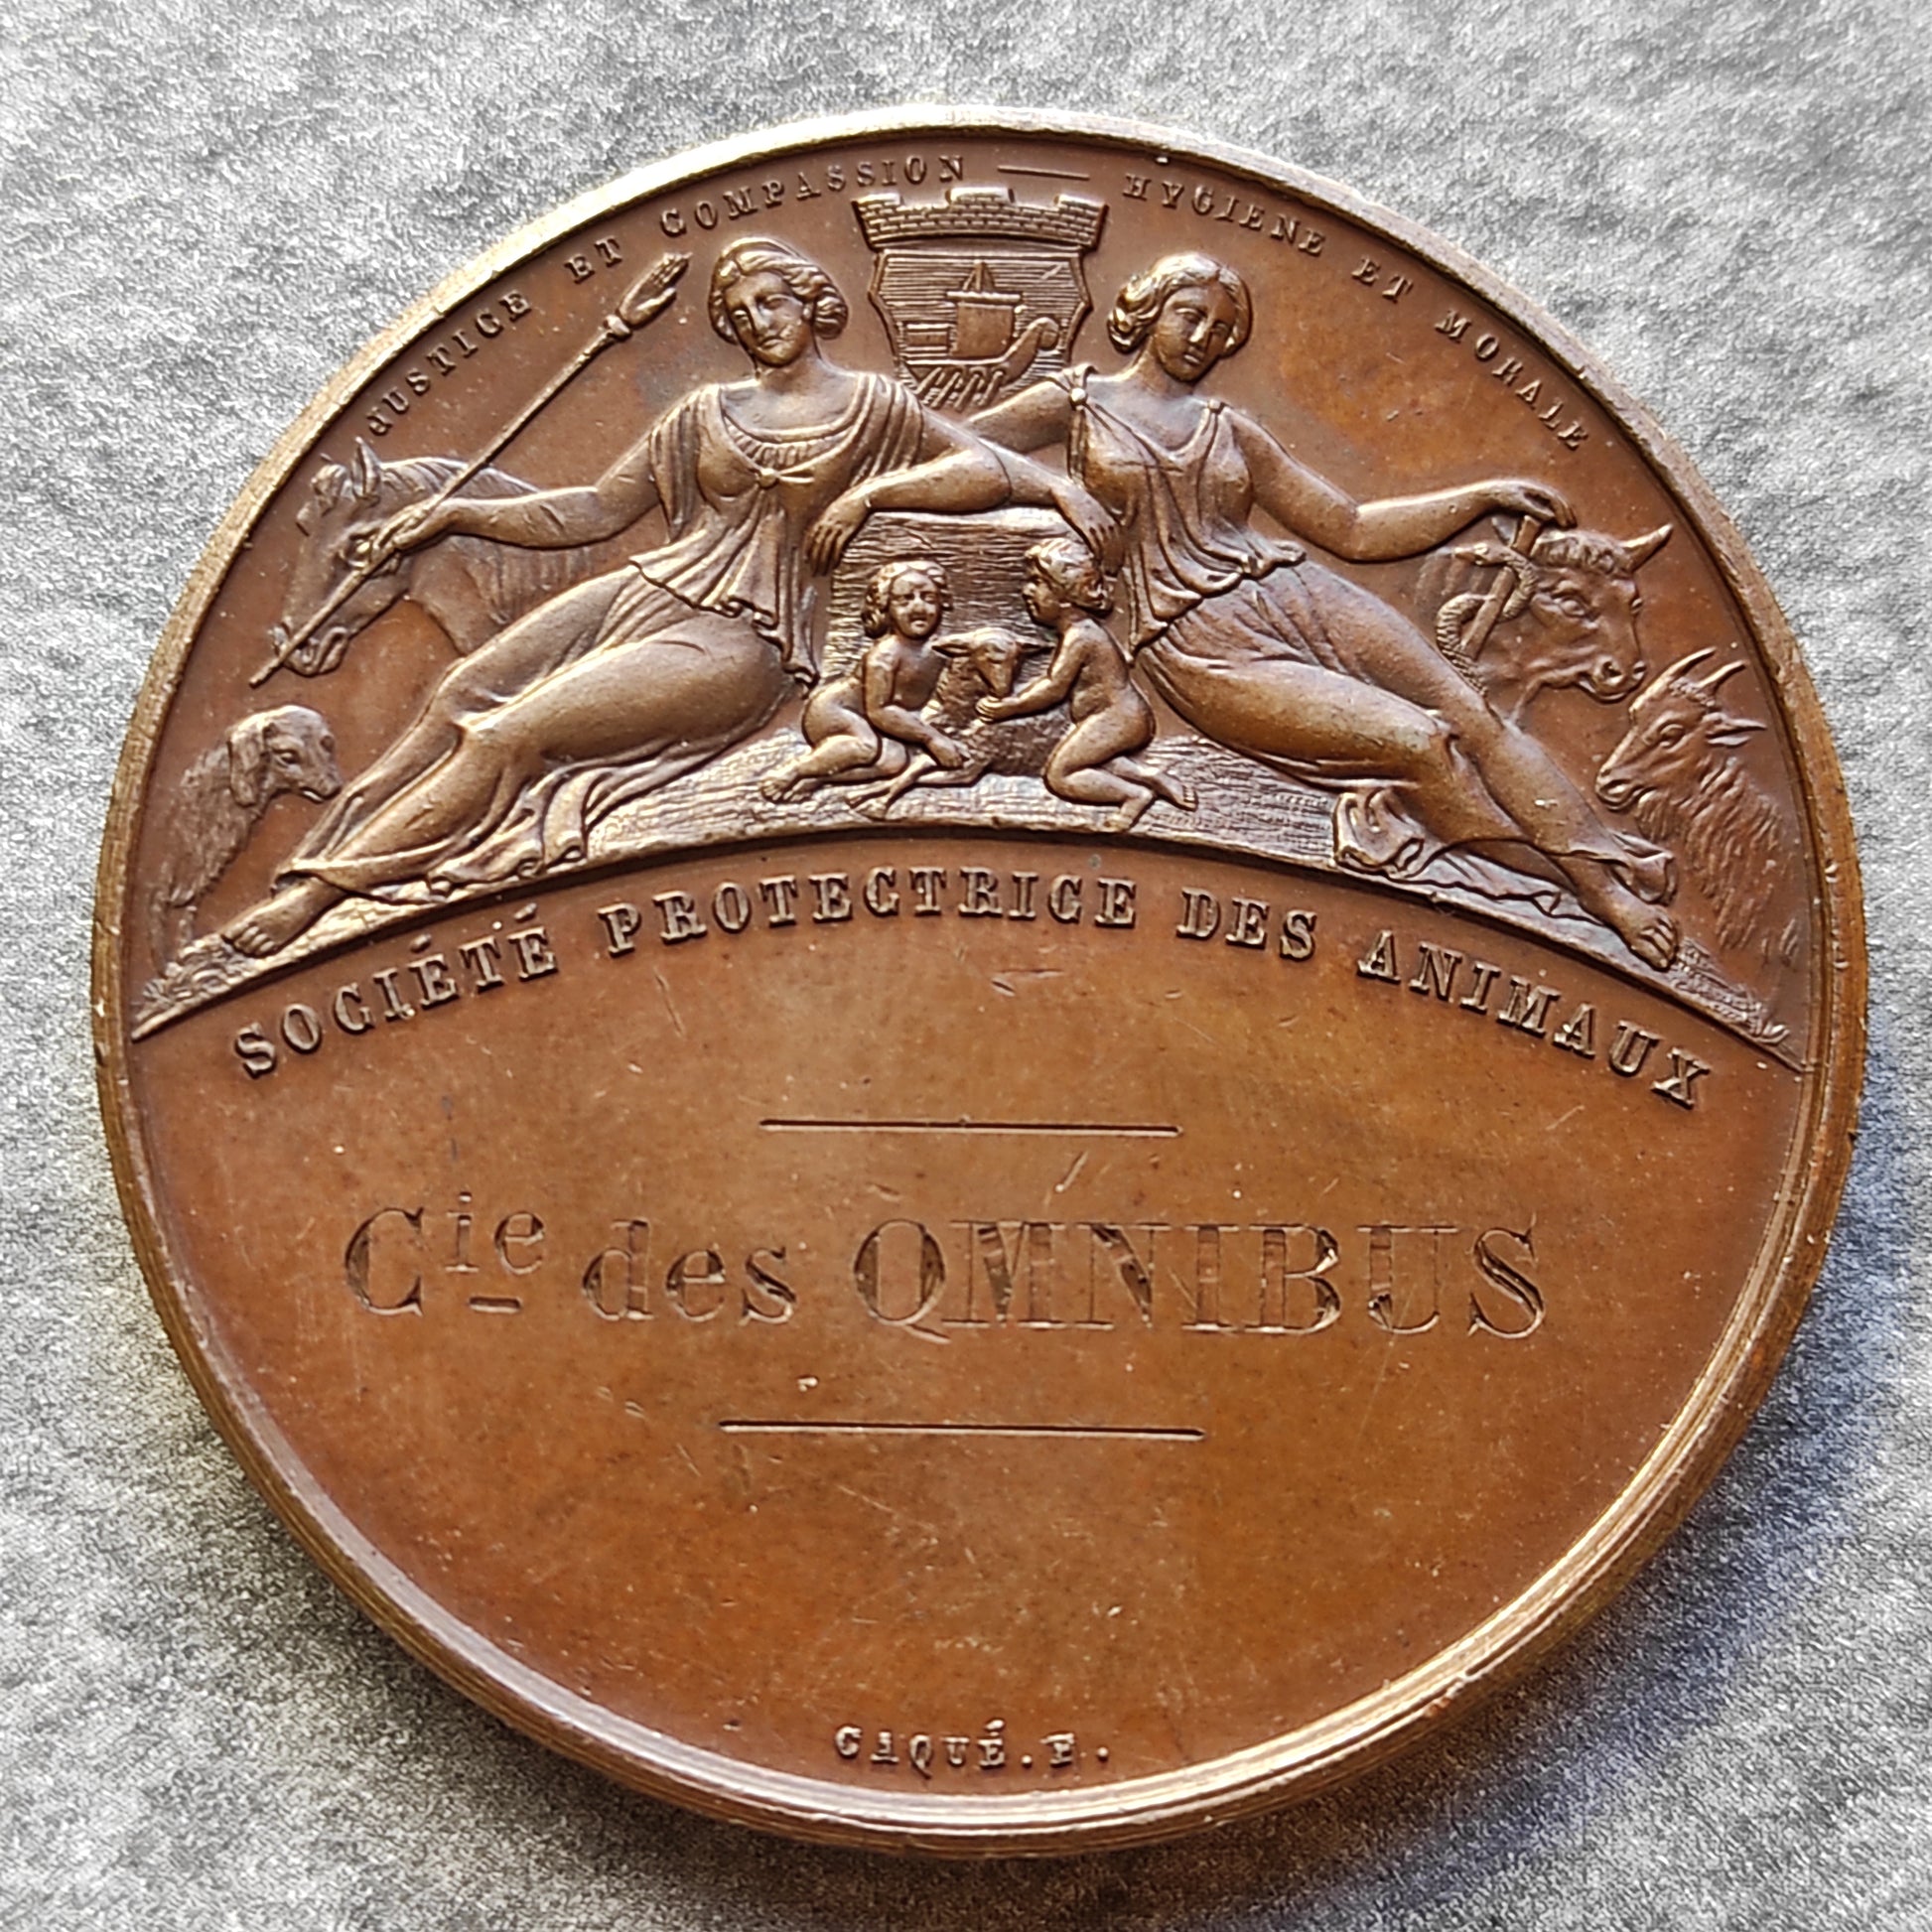 JUSTICE ET COMPASSION — HYGIENE ET MORALE
SOCIÉTÉ PROTECTRICE DES ANIMAUX
Cie des OMNIBUS
CAQUÉ.F.